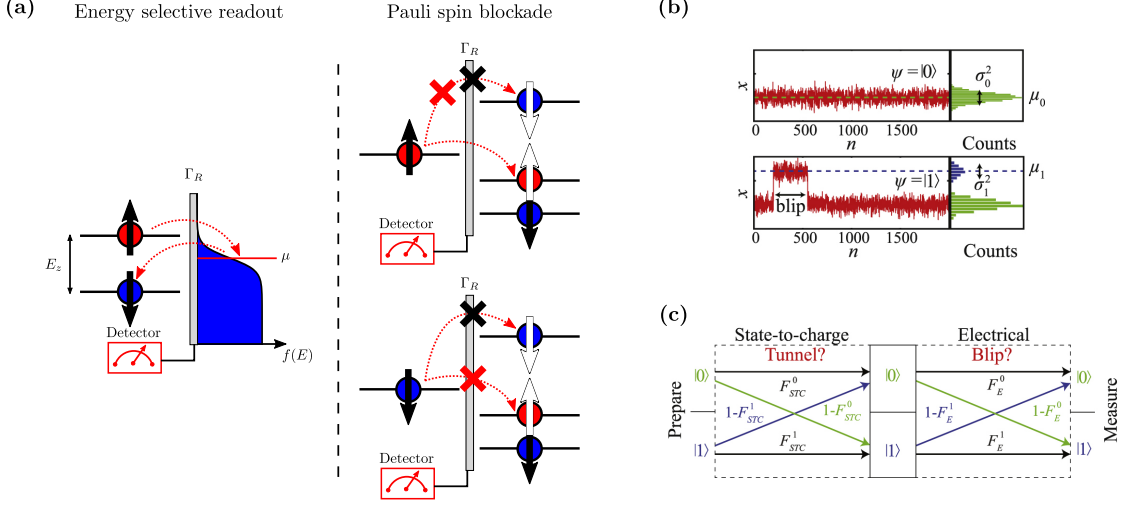 (a)
Energy selective readout
Pauli spin blockade
Γ_R
E_z
μ
Detector
f(E)
Γ_R
Detector
Γ_R
Detector
(b)
x
ψ = |0⟩
σ_0^2
μ_0
0 500 1000 1500
n
Counts
x
ψ = |1⟩
blip
σ_1^2
μ_1
0 500 1000 1500
n
Counts
(c)
State-to-charge
Electrical
Tunnel?
Blip?
Prepare
|0⟩
F_STC^0
|0⟩
F_E^0
|0⟩
1-F_STC^1
1-F_STC^0
1-F_E^1
1-F_E^0
|1⟩
F_STC^1
|1⟩
F_E^1
|1⟩
Measure